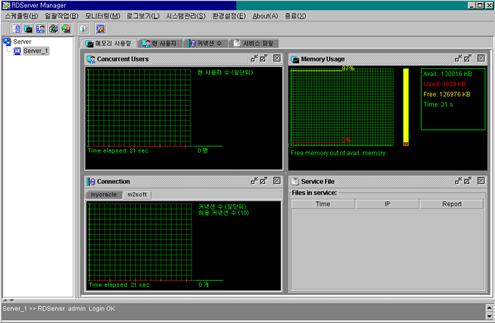 RDServer Manager
스케줄링(H) 일괄작업(B) 모니터링(M) 로그보기(L) 시스템관리(S) 환경설정(E) About(A) 종료(X)
Server
Server_1
메모리 사용량 현 사용자 커넥션 수 서비스 파일
Concurrent Users
현 사용자 수 (일단위)
Time elapsed: 21 sec
0 명
Memory Usage
97%
Avail.: 130016 KB
Used: 3039 KB
Free: 126976 KB
Time: 21 s
Free memory out of avail. memory
Connection
myoracle m2soft
커넥션 수 (일단위)
허용 커넥션 수 (10)
Time elapsed: 21 sec
0 개
Service File
Files in service:
Time IP Report
Server_1 => RDServer admin Login OK